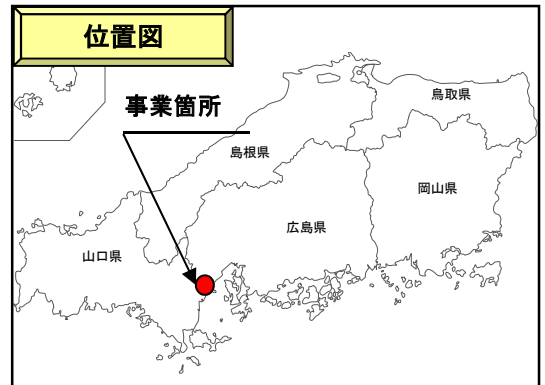 位置図
事業箇所
鳥取県
島根県
岡山県
広島県
山口県